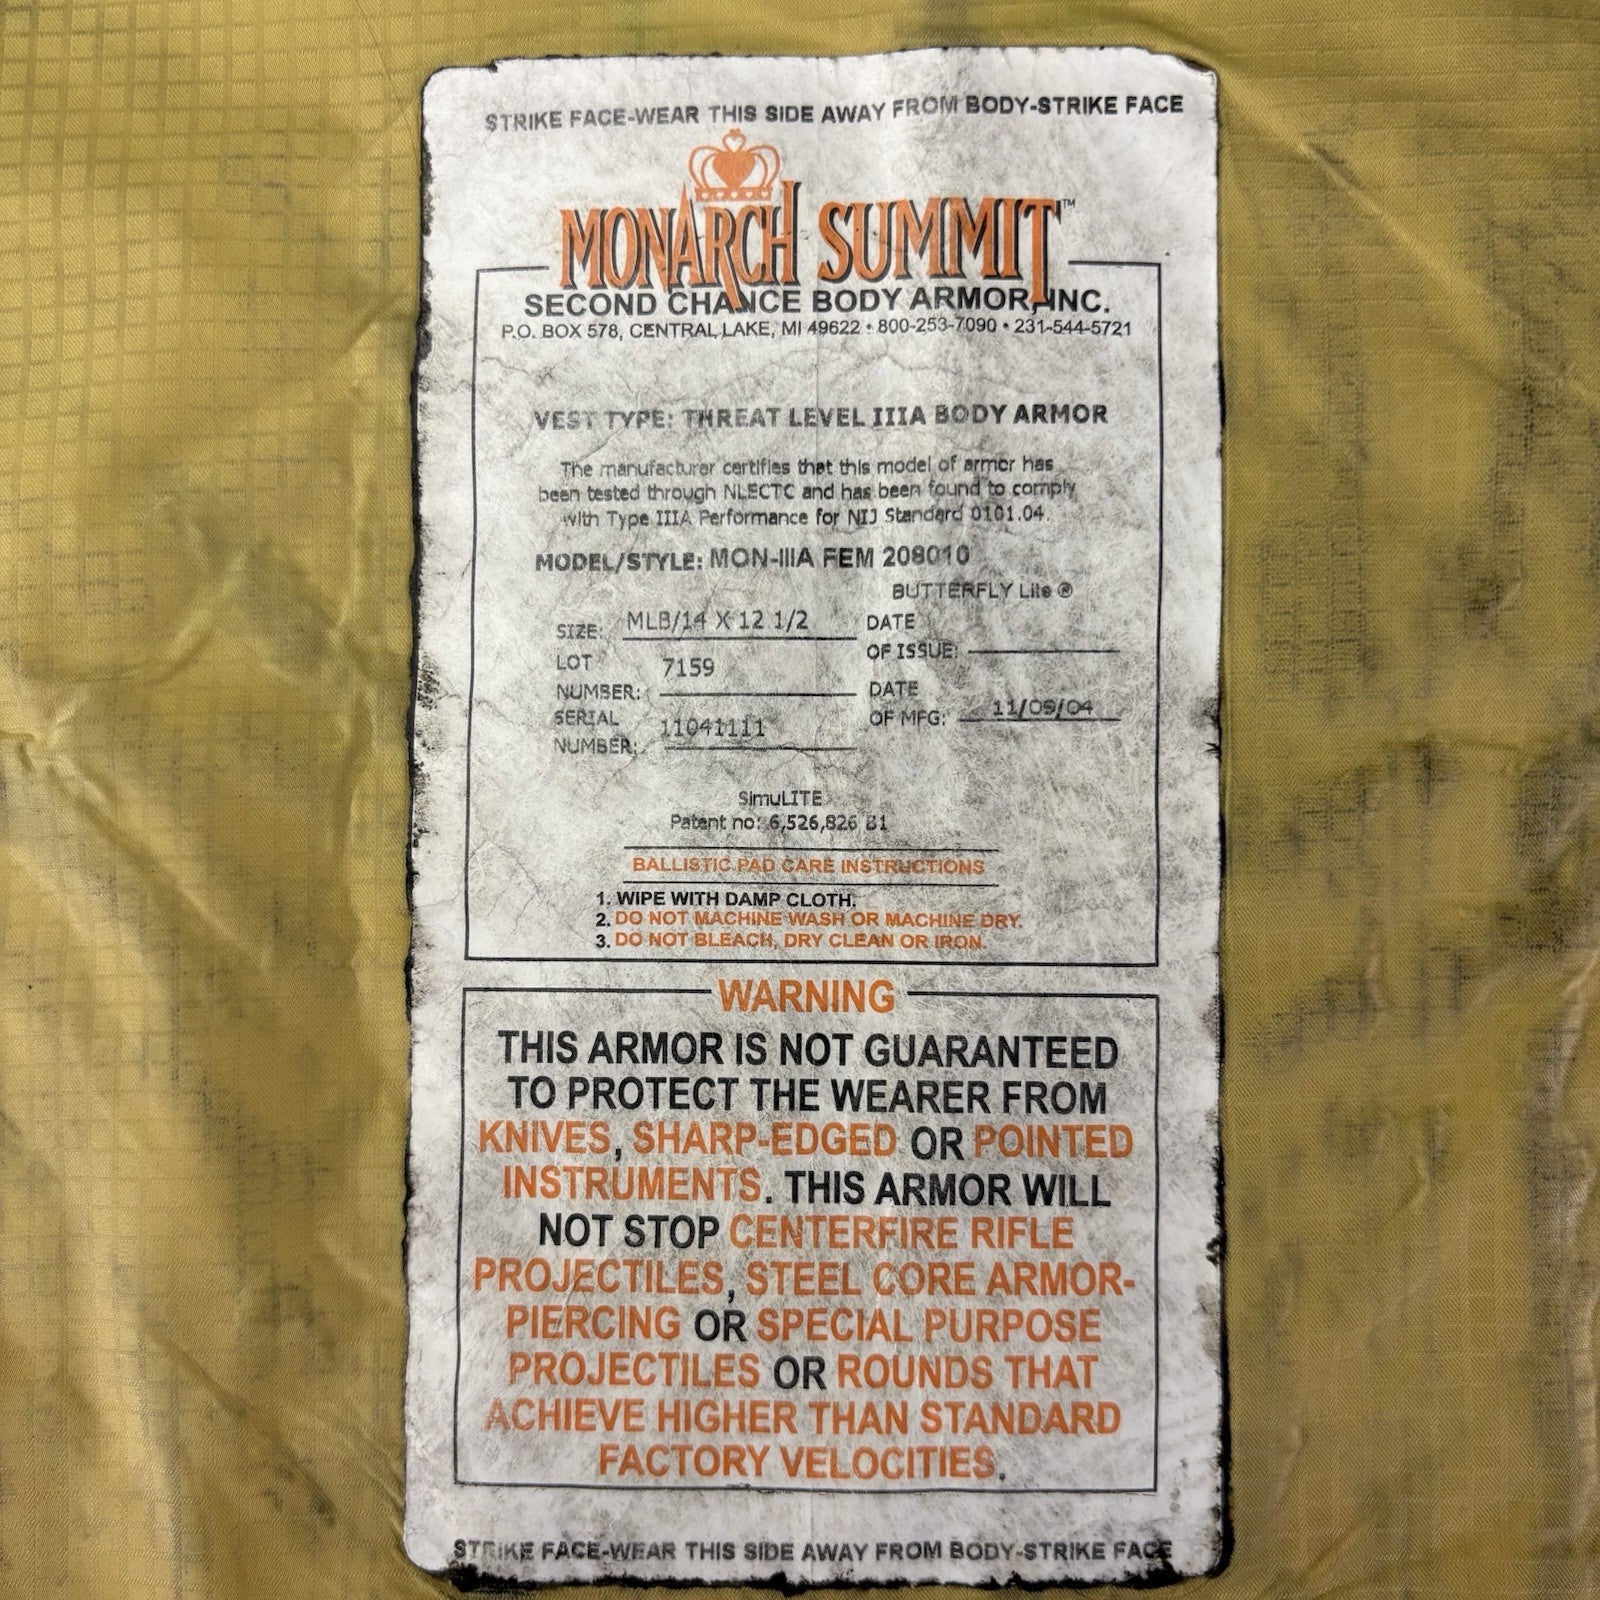 STRIKE FACE-WEAR THIS SIDE AWAY FROM BODY-STRIKE FACE
MONARCH SUMMIT™
SECOND CHANCE BODY ARMOR, INC.
P.O. BOX 578, CENTRAL LAKE, MI 49622 • 800-253-7090 • 231-544-5721
VEST TYPE: THREAT LEVEL IIIA BODY ARMOR
The manufacturer certifies that this model of armor has
been tested through NLECTC and has been found to comply
with Type IIIA Performance for NIJ Standard 0101.04.
MODEL/STYLE: MON-IIIA FEM 208010
BUTTERFLY Lite ®
SIZE: MLB/14 X 12 1/2
DATE
OF ISSUE:
LOT
NUMBER: 7159
DATE
OF MFG: 11/09/04
SERIAL
NUMBER: 11041111
SimuLITE
Patent no: 6,526,826 B1
BALLISTIC PAD CARE INSTRUCTIONS
1. WIPE WITH DAMP CLOTH.
2. DO NOT MACHINE WASH OR MACHINE DRY.
3. DO NOT BLEACH, DRY CLEAN OR IRON.
WARNING
THIS ARMOR IS NOT GUARANTEED
TO PROTECT THE WEARER FROM
KNIVES, SHARP-EDGED OR POINTED
INSTRUMENTS. THIS ARMOR WILL
NOT STOP CENTERFIRE RIFLE
PROJECTILES, STEEL CORE ARMOR-
PIERCING OR SPECIAL PURPOSE
PROJECTILES OR ROUNDS THAT
ACHIEVE HIGHER THAN STANDARD
FACTORY VELOCITIES.
STRIKE FACE-WEAR THIS SIDE AWAY FROM BODY-STRIKE FACE